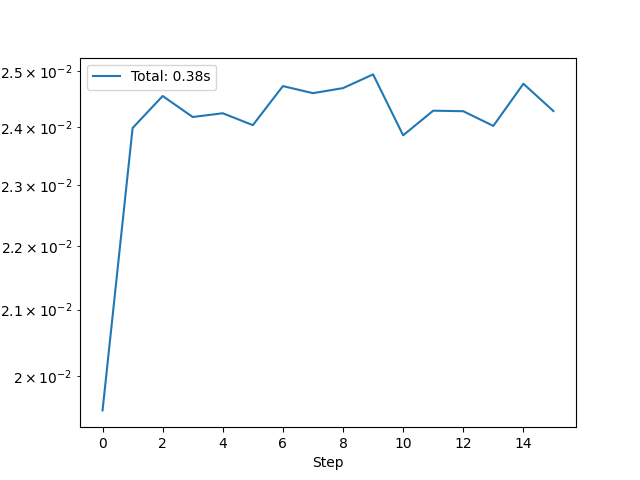 Total: 0.38s
2.5 × 10⁻²
2.4 × 10⁻²
2.3 × 10⁻²
2.2 × 10⁻²
2.1 × 10⁻²
2 × 10⁻²
0 2 4 6 8 10 12 14
Step